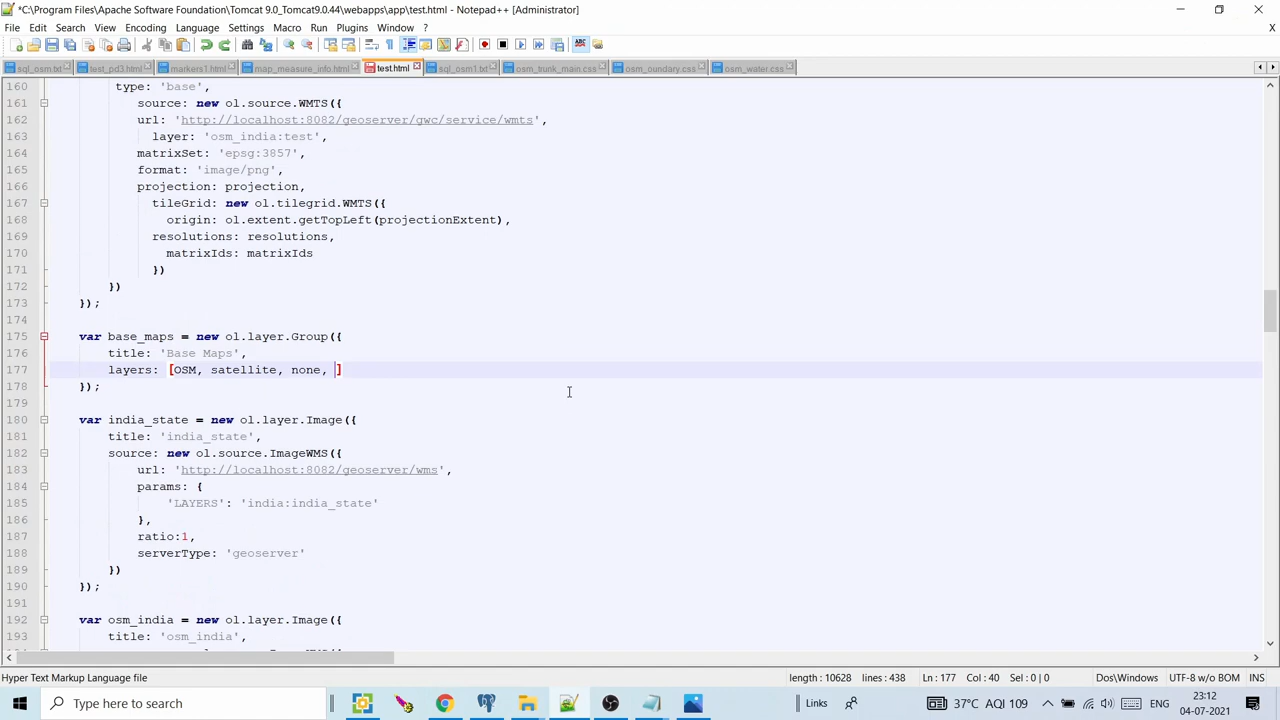 *C:\Program Files\Apache Software Foundation\Tomcat 9.0_Tomcat9.0.44\webapps\app\test.html - Notepad++ [Administrator]
File Edit Search View Encoding Language Settings Macro Run Plugins Window ? X
sql_osm.txt test_pd3.html markers1.html map_measure_info.html test.html sql_osm1.txt osm_trunk_main.css osm_oundary.css osm_water.css
160 type: 'base',
161 source: new ol.source.WMTS({
162 url: 'http://localhost:8082/geoserver/gwc/service/wmts',
163 layer: 'osm_india:test',
164 matrixSet: 'epsg:3857',
165 format: 'image/png',
166 projection: projection,
167 tileGrid: new ol.tilegrid.WMTS({
168 origin: ol.extent.getTopLeft(projectionExtent),
169 resolutions: resolutions,
170 matrixIds: matrixIds
171 })
172 })
173 });
174
175 var base_maps = new ol.layer.Group({
176 title: 'Base Maps',
177 layers: [OSM, satellite, none, ]
178 });
179
180 var india_state = new ol.layer.Image({
181 title: 'india_state',
182 source: new ol.source.ImageWMS({
183 url: 'http://localhost:8082/geoserver/wms',
184 params: {
185 'LAYERS': 'india:india_state'
186 },
187 ratio:1,
188 serverType: 'geoserver'
189 })
190 });
191
192 var osm_india = new ol.layer.Image({
193 title: 'osm_india',
Hyper Text Markup Language file length : 10628 lines : 438 Ln : 177 Col : 40 Sel : 0 | 0 Dos\Windows UTF-8 w/o BOM INS
Type here to search Links 37°C AQI 109 ENG 23:12
04-07-2021